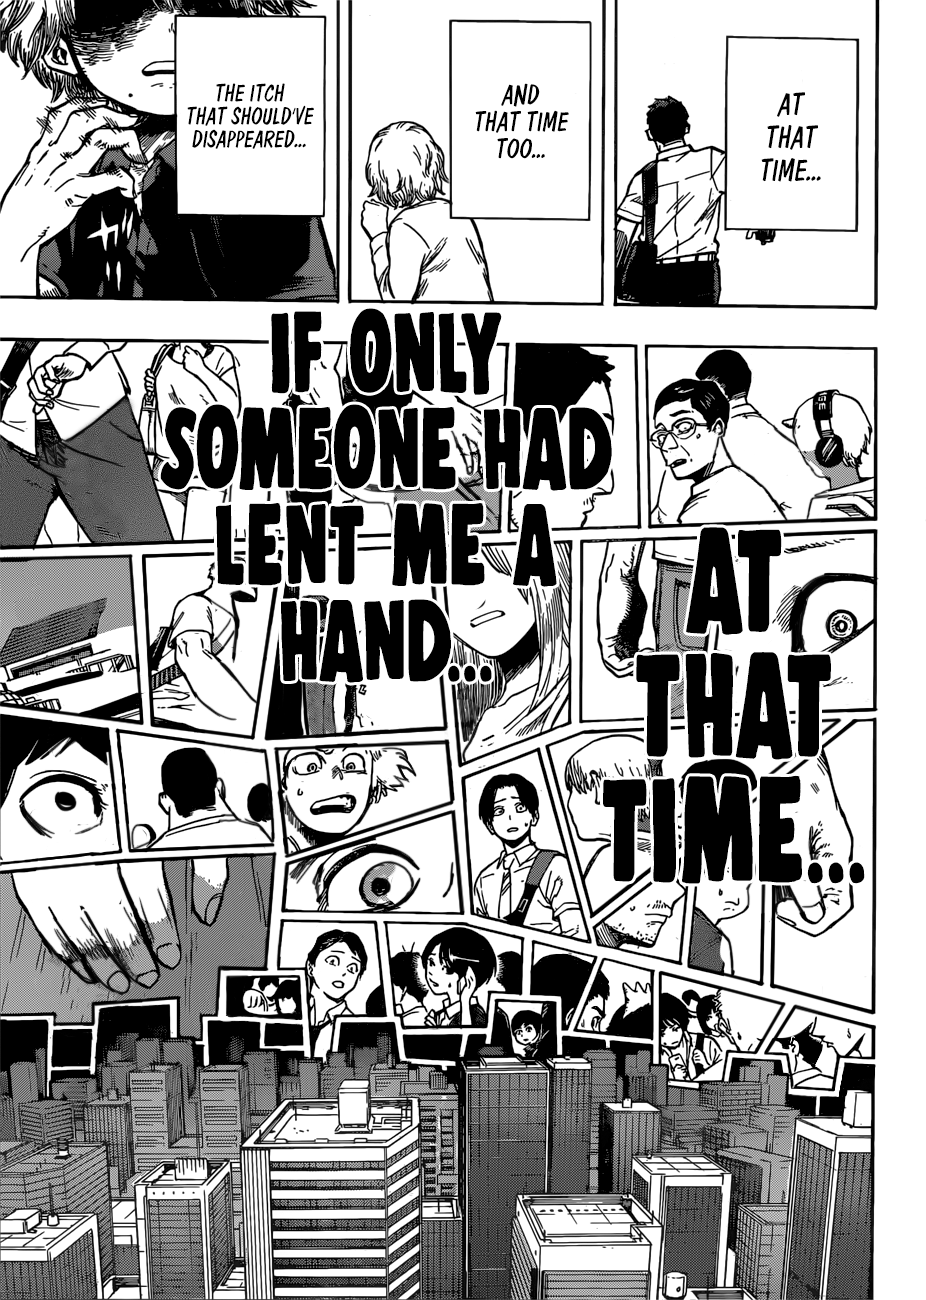 AT
THAT
TIME...
AND
THAT TIME
TOO...
THE ITCH
THAT SHOULD'VE
DISAPPEARED...
AT
THAT
TIME...
IF ONLY
SOMEONE HAD
LENT ME A
HAND...